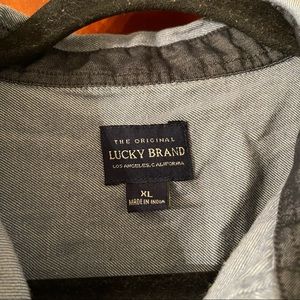 THE ORIGINAL
LUCKY BRAND
LOS ANGELES, CALIFORNIA
XL
MADE IN INDIA